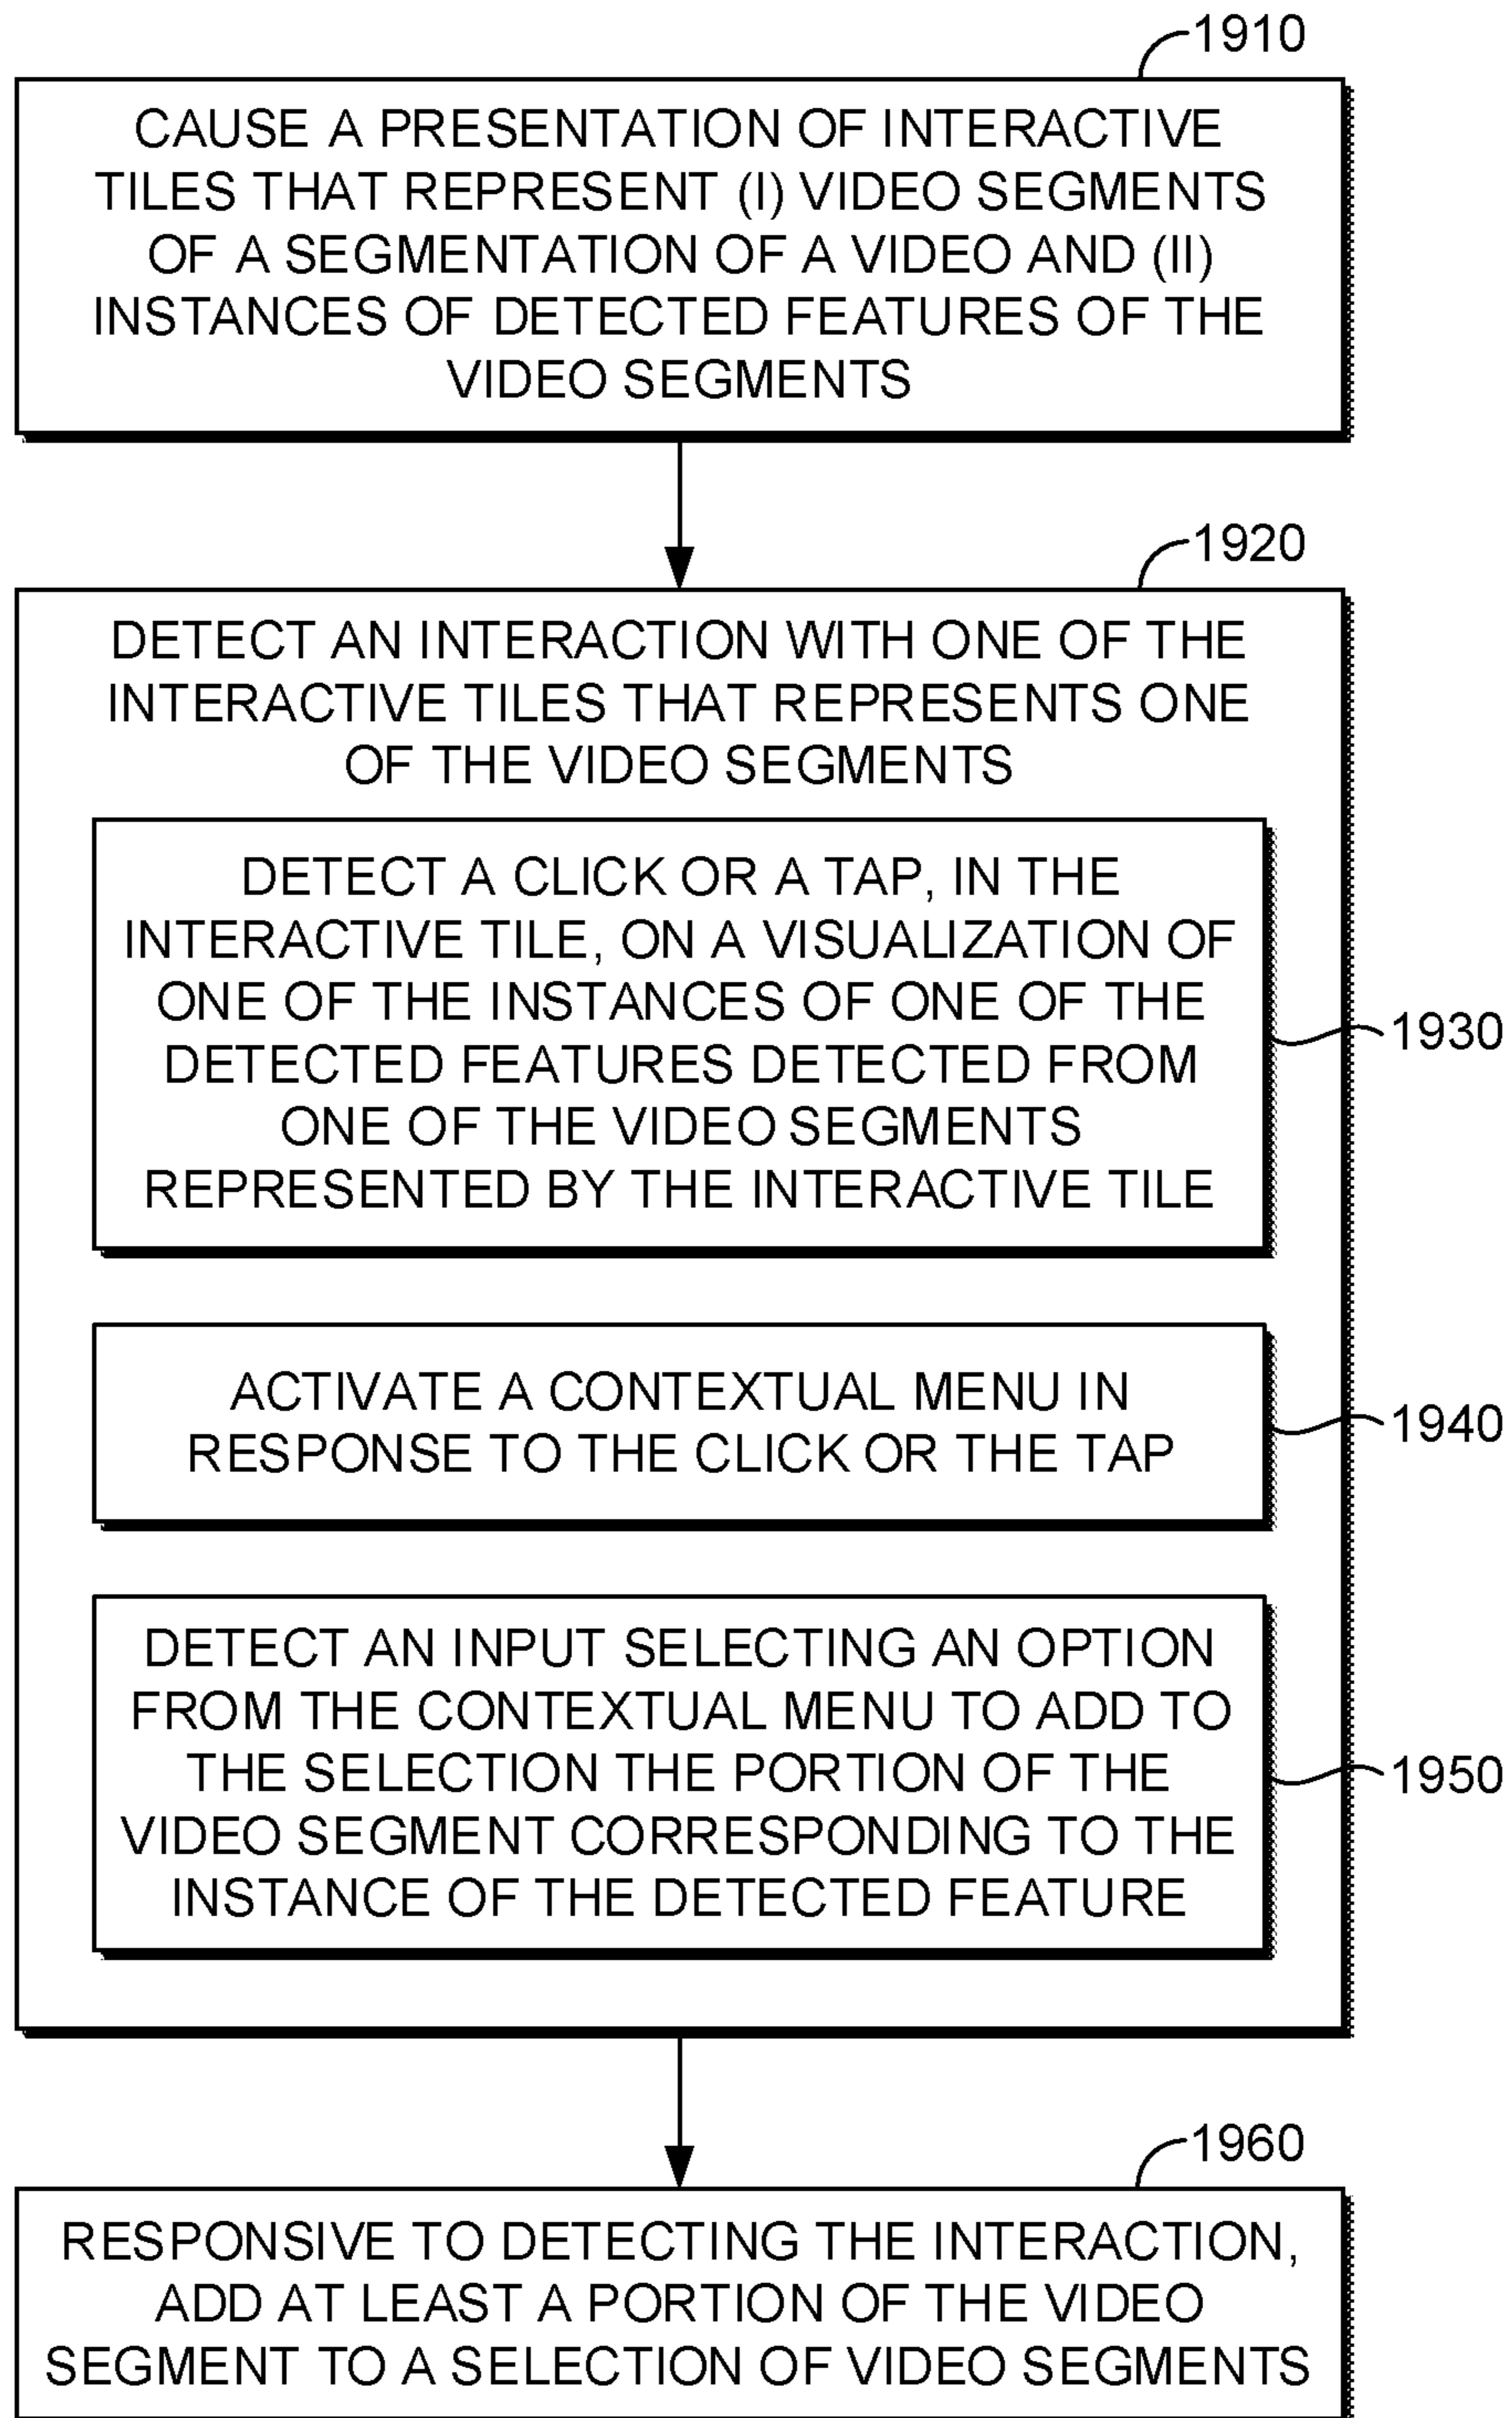 1910
CAUSE A PRESENTATION OF INTERACTIVE
TILES THAT REPRESENT (I) VIDEO SEGMENTS
OF A SEGMENTATION OF A VIDEO AND (II)
INSTANCES OF DETECTED FEATURES OF THE
VIDEO SEGMENTS
1920
DETECT AN INTERACTION WITH ONE OF THE
INTERACTIVE TILES THAT REPRESENTS ONE
OF THE VIDEO SEGMENTS
DETECT A CLICK OR A TAP, IN THE
INTERACTIVE TILE, ON A VISUALIZATION OF
ONE OF THE INSTANCES OF ONE OF THE
DETECTED FEATURES DETECTED FROM
ONE OF THE VIDEO SEGMENTS
REPRESENTED BY THE INTERACTIVE TILE
1930
ACTIVATE A CONTEXTUAL MENU IN
RESPONSE TO THE CLICK OR THE TAP
1940
DETECT AN INPUT SELECTING AN OPTION
FROM THE CONTEXTUAL MENU TO ADD TO
THE SELECTION THE PORTION OF THE
VIDEO SEGMENT CORRESPONDING TO THE
INSTANCE OF THE DETECTED FEATURE
1950
1960
RESPONSIVE TO DETECTING THE INTERACTION,
ADD AT LEAST A PORTION OF THE VIDEO
SEGMENT TO A SELECTION OF VIDEO SEGMENTS